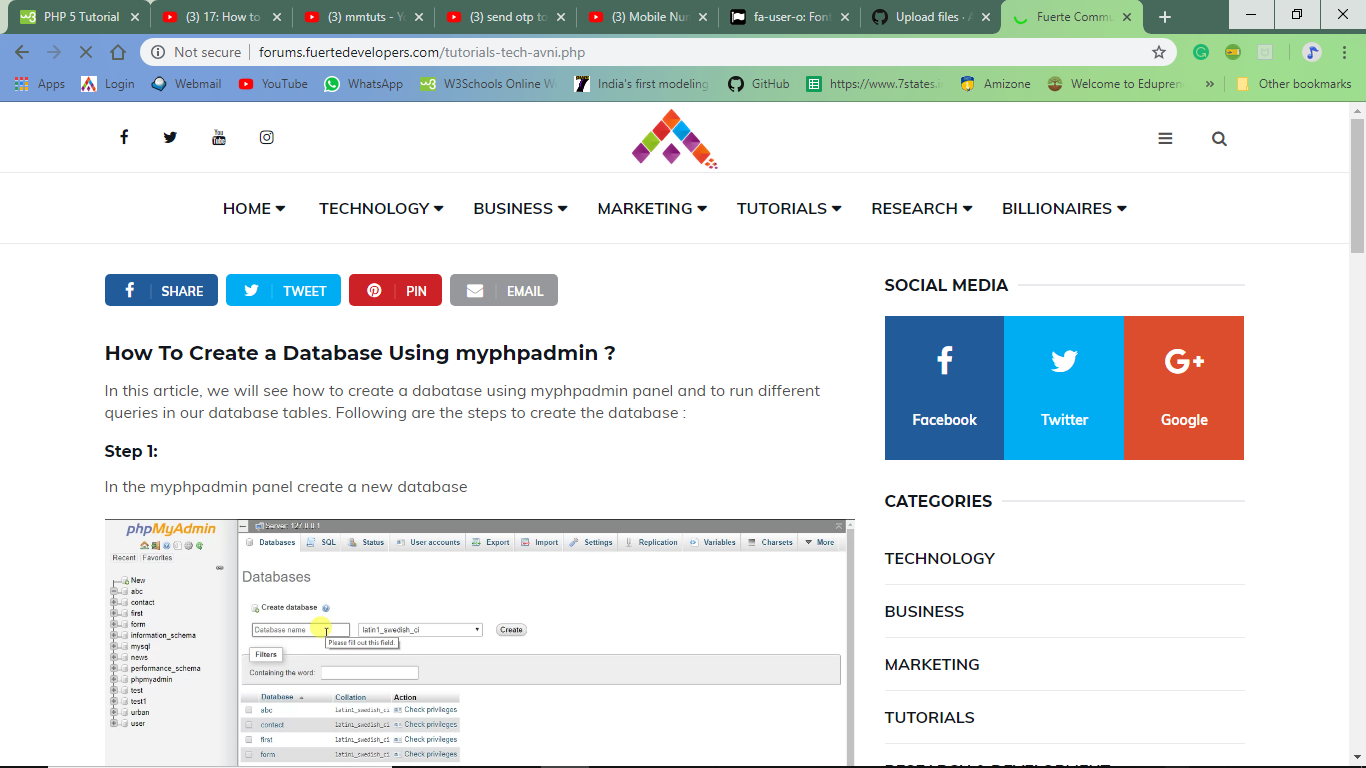 PHP 5 Tutorial
(3) 17: How to
(3) mmtuts - Yo
(3) send otp to
(3) Mobile Nu
fa-user-o: Fon
Upload files ·
Fuerte Commu
Not secure | forums.fuertedevelopers.com/tutorials-tech-avni.php
Apps
Login
Webmail
YouTube
WhatsApp
W3Schools Online W
India's first modeling
GitHub
https://www.7states.i
Amizone
Welcome to Edupren
»
Other bookmarks
HOME
TECHNOLOGY
BUSINESS
MARKETING
TUTORIALS
RESEARCH
BILLIONAIRES
SHARE
TWEET
PIN
EMAIL
How To Create a Database Using myphpadmin ?
In this article, we will see how to create a dabatase using myphpadmin panel and to run different
queries in our database tables. Following are the steps to create the database :
Step 1:
In the myphpadmin panel create a new database
phpMyAdmin
Recent Favorites
New
abc
contact
first
form
information_schema
mysql
news
performance_schema
phpmyadmin
test
test1
urban
user
Databases
SQL
Status
User accounts
Export
Import
Settings
Replication
Variables
Charsets
More
Databases
Create database
Database name
latin1_swedish_ci
Create
Please fill out this field.
Filters
Containing the word:
Database Collation Action
abc latin1_swedish_ci Check privileges
contact latin1_swedish_ci Check privileges
first latin1_swedish_ci Check privileges
form latin1_swedish_ci Check privileges
SOCIAL MEDIA
Facebook
Twitter
G+
Google
CATEGORIES
TECHNOLOGY
BUSINESS
MARKETING
TUTORIALS